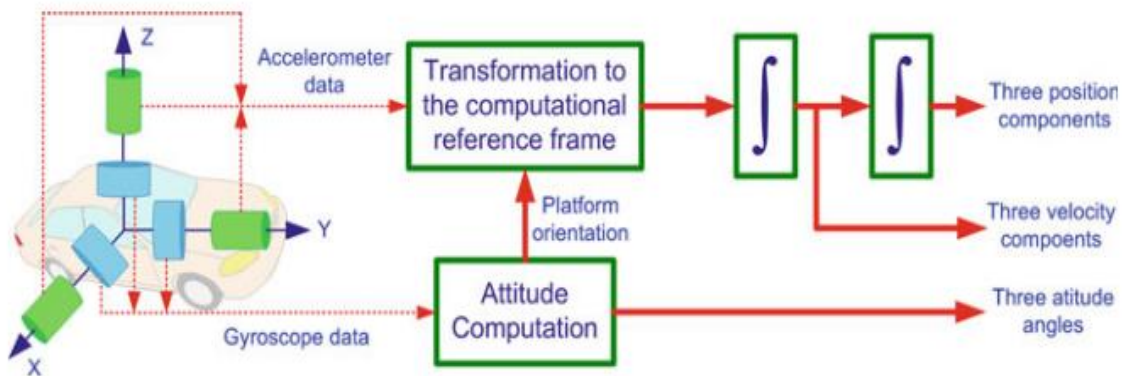 Z
Accelerometer
data
Transformation to
the computational
reference frame
∫
∫
Three position
components
Y
Platform
orientation
Three velocity
compoents
Attitude
Computation
Three atitude
angles
Gyroscope data
X